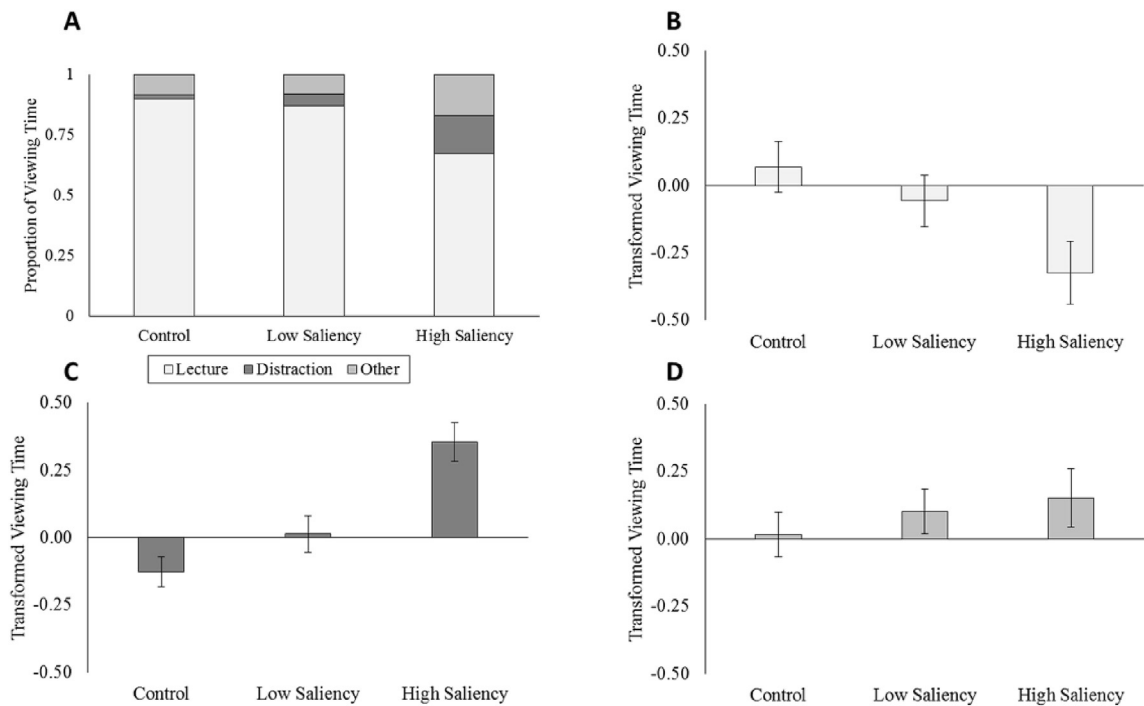 A
Proportion of Viewing Time
1
0.75
0.5
0.25
0
Control Low Saliency High Saliency
Lecture Distraction Other
B
Transformed Viewing Time
0.50
0.25
0.00
-0.25
-0.50
Control Low Saliency High Saliency
C
Transformed Viewing Time
0.50
0.25
0.00
-0.25
-0.50
Control Low Saliency High Saliency
D
Transformed Viewing Time
0.50
0.25
0.00
-0.25
-0.50
Control Low Saliency High Saliency